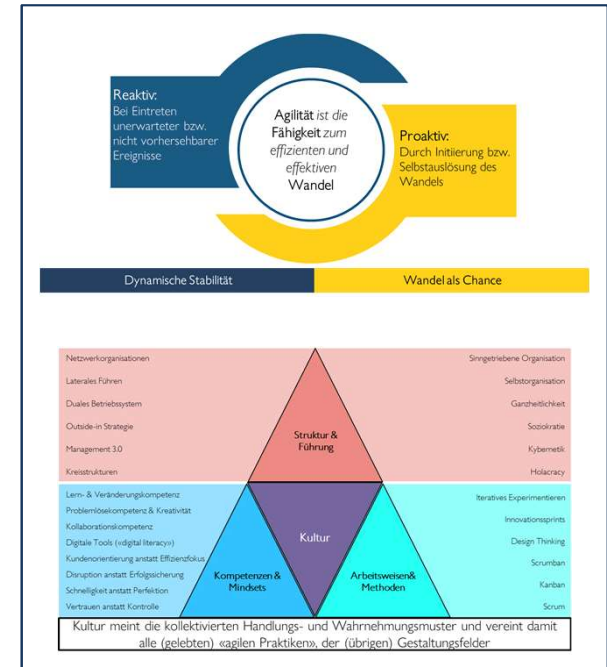 Reaktiv:
Bei Eintreten
unerwarteter bzw.
nicht vorhersehbarer
Ereignisse
Agilität ist die
Fähigkeit zum
effizienten und
effektiven
Wandel
Proaktiv:
Durch Initiierung bzw.
Selbstauslösung des
Wandels
Dynamische Stabilität
Wandel als Chance
Netzwerkorganisationen
Laterales Führen
Duales Betriebssystem
Outside-in Strategie
Management 3.0
Kreisstrukturen
Struktur &
Führung
Sinngetriebene Organisation
Selbstorganisation
Ganzheitlichkeit
Soziokratie
Kybernetik
Holacracy
Lern- & Veränderungskompetenz
Problemlösekompetenz & Kreativität
Kollaborationskompetenz
Digitale Tools («digital literacy»)
Kundenorientierung anstatt Effizienzfokus
Disruption anstatt Erfolgssicherung
Schnelligkeit anstatt Perfektion
Vertrauen anstatt Kontrolle
Kompetenzen &
Mindsets
Kultur
Arbeitsweisen&
Methoden
Iteratives Experimentieren
Innovationssprints
Design Thinking
Scrumban
Kanban
Scrum
Kultur meint die kollektivierten Handlungs- und Wahrnehmungsmuster und vereint damit
alle (gelebten) «agilen Praktiken», der (übrigen) Gestaltungsfelder